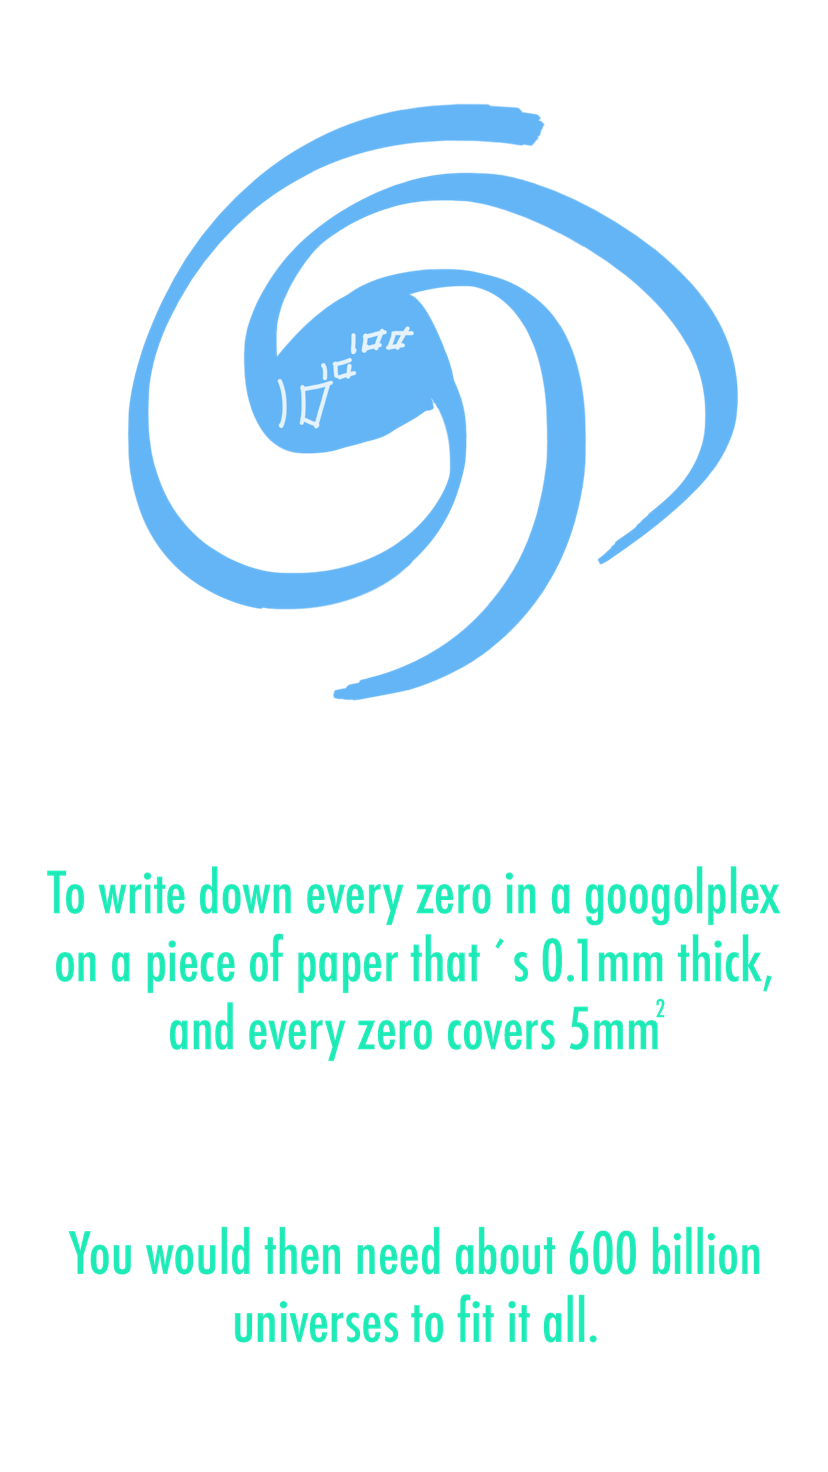 10^10^100
To write down every zero in a googolplex
on a piece of paper that ´s 0.1mm thick,
and every zero covers 5mm²
You would then need about 600 billion
universes to fit it all.